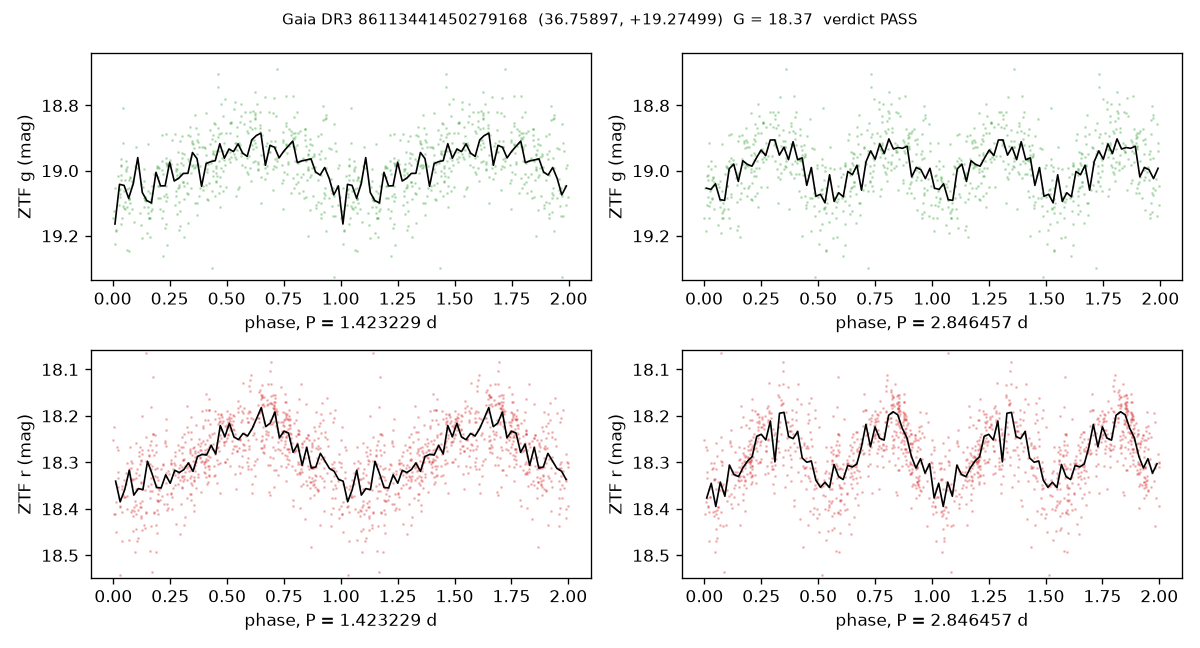 Gaia DR3 86113441450279168  (36.75897, +19.27499)  G = 18.37  verdict PASS
ZTF g (mag)
18.8
19.0
19.2
0.00 0.25 0.50 0.75 1.00 1.25 1.50 1.75 2.00
phase, P = 1.423229 d
ZTF g (mag)
18.8
19.0
19.2
0.00 0.25 0.50 0.75 1.00 1.25 1.50 1.75 2.00
phase, P = 2.846457 d
ZTF r (mag)
18.1
18.2
18.3
18.4
18.5
0.00 0.25 0.50 0.75 1.00 1.25 1.50 1.75 2.00
phase, P = 1.423229 d
ZTF r (mag)
18.1
18.2
18.3
18.4
18.5
0.00 0.25 0.50 0.75 1.00 1.25 1.50 1.75 2.00
phase, P = 2.846457 d